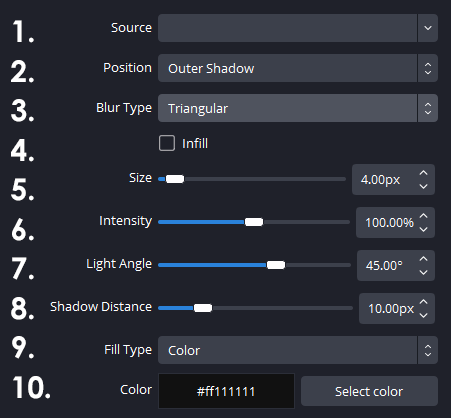 1. Source
2. Position Outer Shadow
3. Blur Type Triangular
4. Infill
5. Size 4.00px
6. Intensity 100.00%
7. Light Angle 45.00°
8. Shadow Distance 10.00px
9. Fill Type Color
10. Color #ff111111 Select color